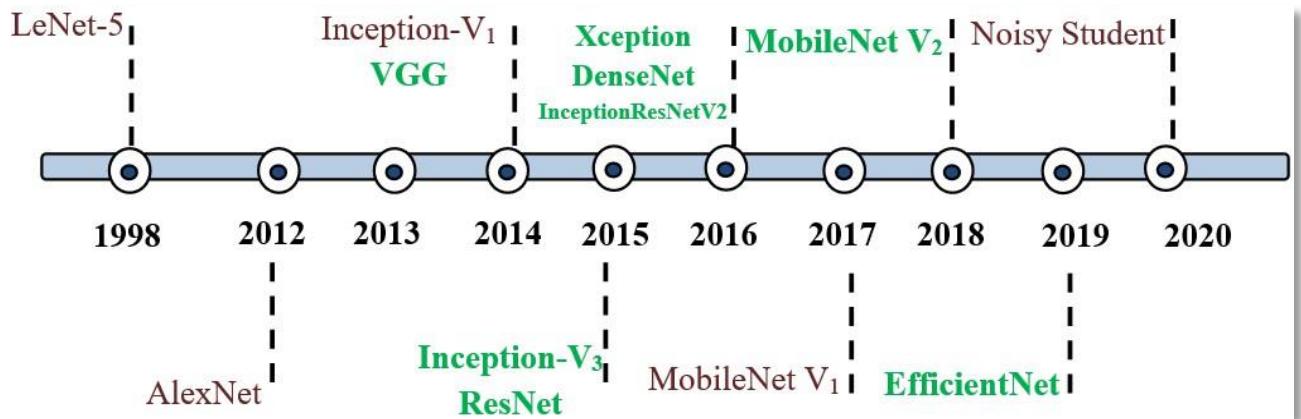 LeNet-5
Inception-V₁
VGG
Xception
DenseNet
InceptionResNetV2
MobileNet V₂
Noisy Student
1998 2012 2013 2014 2015 2016 2017 2018 2019 2020
AlexNet
Inception-V₃
ResNet
MobileNet V₁
EfficientNet